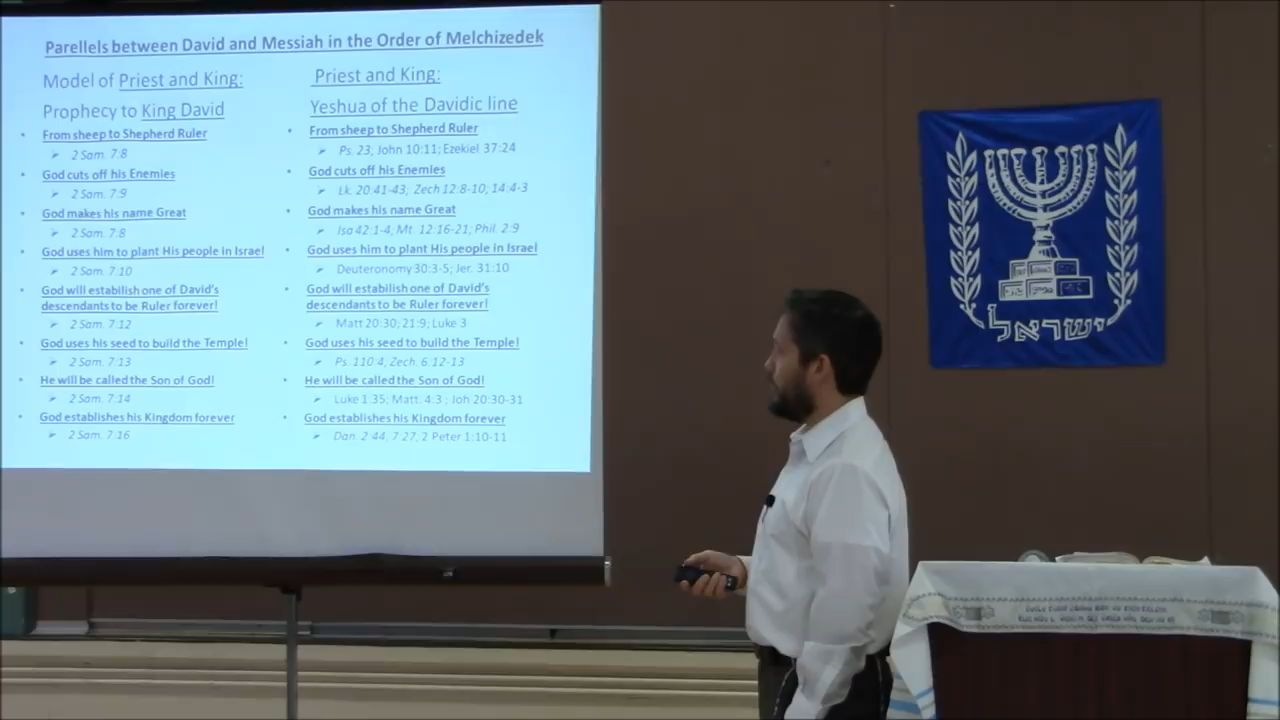 Parellels between David and Messiah in the Order of Melchizedek
Model of Priest and King:
Prophecy to King David
• From sheep to Shepherd Ruler
➢ 2 Sam. 7:8
• God cuts off his Enemies
➢ 2 Sam. 7:9
• God makes his name Great
➢ 2 Sam. 7:8
• God uses him to plant His people in Israel
➢ 2 Sam. 7:10
• God will estabilish one of David's
descendants to be Ruler forever!
➢ 2 Sam. 7:12
• God uses his seed to build the Temple!
➢ 2 Sam. 7:13
• He will be called the Son of God!
➢ 2 Sam. 7:14
• God establishes his Kingdom forever
➢ 2 Sam. 7:16
Priest and King:
Yeshua of the Davidic line
• From sheep to Shepherd Ruler
➢ Ps. 23; John 10:11; Ezekiel 37:24
• God cuts off his Enemies
➢ Lk. 20:41-43; Zech 12:8-10; 14:4-3
• God makes his name Great
➢ Isa 42:1-4; Mt. 12:16-21; Phil. 2:9
• God uses him to plant His people in Israel
➢ Deuteronomy 30:3-5; Jer. 31:10
• God will estabilish one of David's
descendants to be Ruler forever!
➢ Matt 20:30; 21:9; Luke 3
• God uses his seed to build the Temple!
➢ Ps. 110:4, Zech. 6:12-13
• He will be called the Son of God!
➢ Luke 1:35; Matt. 4:3 ; Joh 20:30-31
• God establishes his Kingdom forever
➢ Dan. 2:44, 7:27; 2 Peter 1:10-11
ישראל